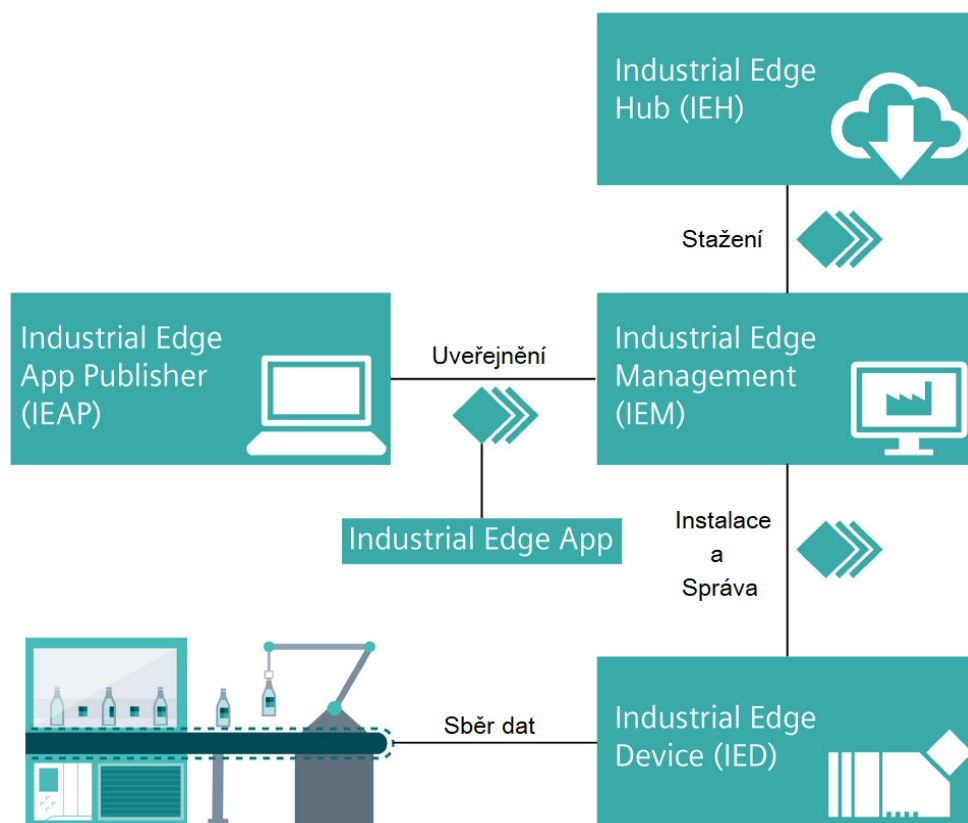 Industrial Edge
Hub (IEH)
Stažení
Industrial Edge
App Publisher
(IEAP)
Uveřejnění
Industrial Edge
Management
(IEM)
Industrial Edge App
Instalace
a
Správa
Sběr dat
Industrial Edge
Device (IED)